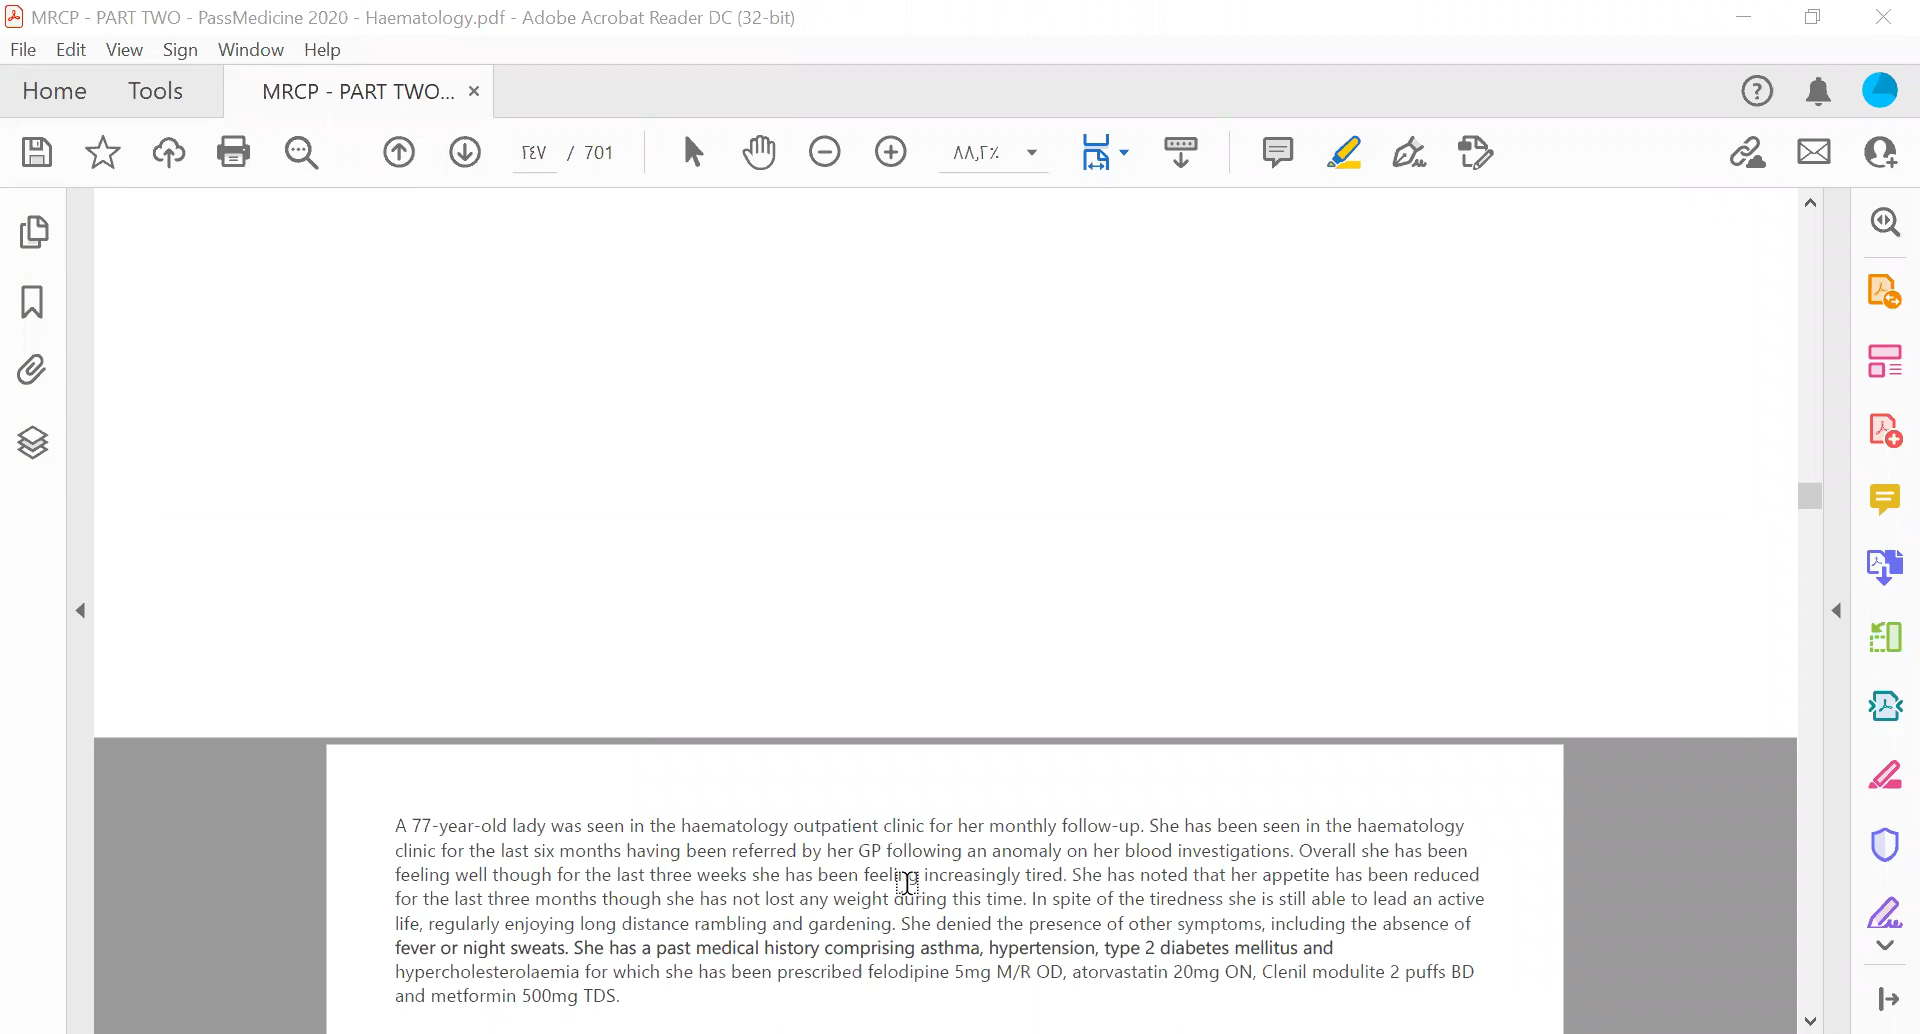 MRCP - PART TWO - PassMedicine 2020 - Haematology.pdf - Adobe Acrobat Reader DC (32-bit)
File Edit View Sign Window Help
Home Tools MRCP - PART TWO...
٢٤٧ / 701 ٨٨,٢٪
A 77-year-old lady was seen in the haematology outpatient clinic for her monthly follow-up. She has been seen in the haematology
clinic for the last six months having been referred by her GP following an anomaly on her blood investigations. Overall she has been
feeling well though for the last three weeks she has been feeling increasingly tired. She has noted that her appetite has been reduced
for the last three months though she has not lost any weight during this time. In spite of the tiredness she is still able to lead an active
life, regularly enjoying long distance rambling and gardening. She denied the presence of other symptoms, including the absence of
fever or night sweats. She has a past medical history comprising asthma, hypertension, type 2 diabetes mellitus and
hypercholesterolaemia for which she has been prescribed felodipine 5mg M/R OD, atorvastatin 20mg ON, Clenil modulite 2 puffs BD
and metformin 500mg TDS.